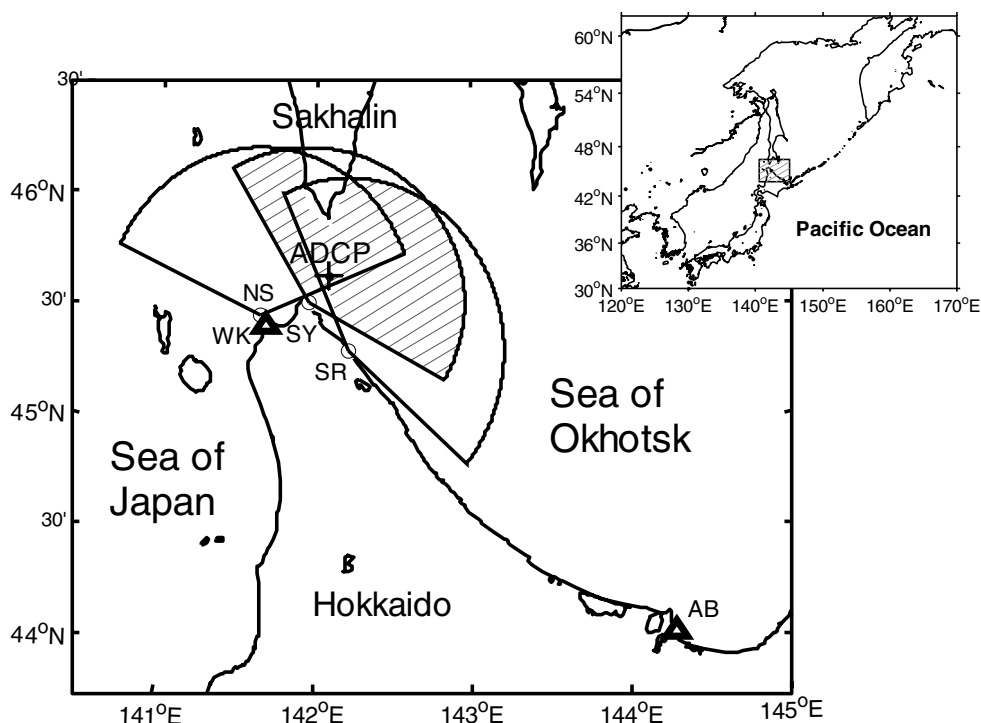 60°N
54°N
48°N
42°N
36°N
30°N
120°E
130°E
140°E
150°E
160°E
170°E
Pacific Ocean
30'
46°N
30'
45°N
30'
44°N
141°E
142°E
143°E
144°E
145°E
Sakhalin
ADCP
NS
WK
SY
SR
Sea of
Okhotsk
Sea of
Japan
Hokkaido
AB